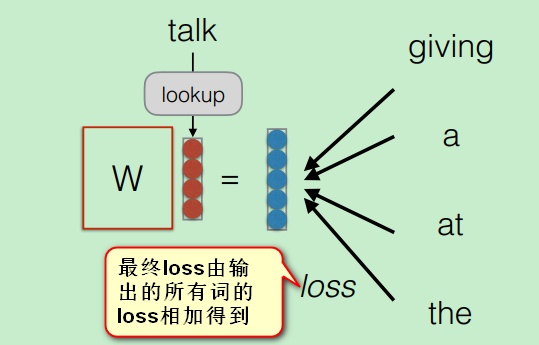 talk
giving
lookup
a
W
=
at
最终loss由输
出的所有词的
loss相加得到
loss
the